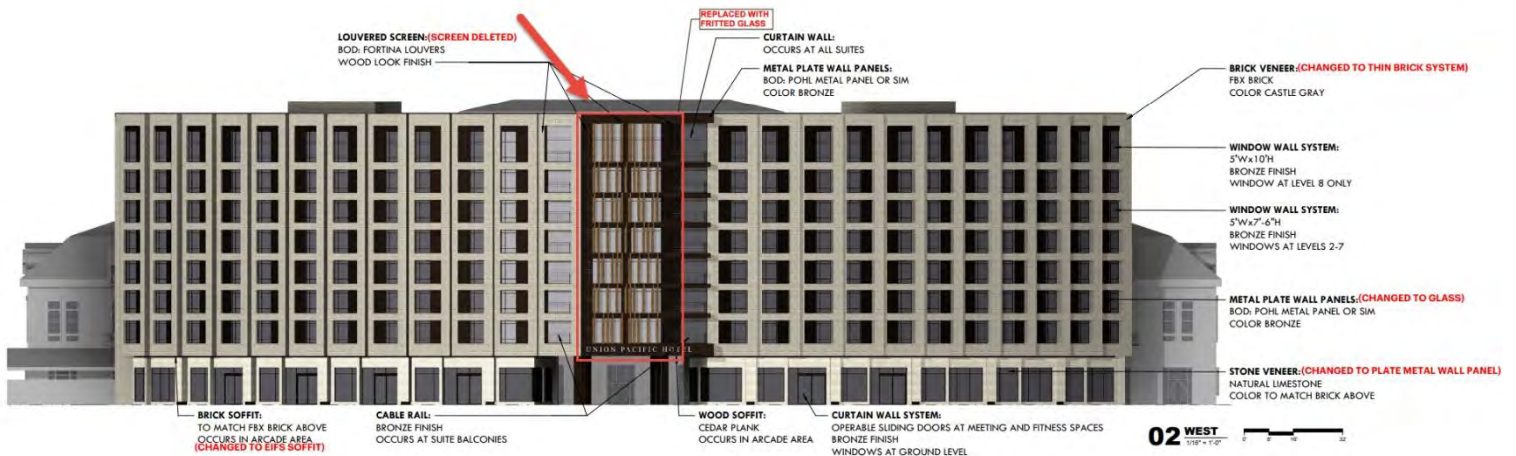 REPLACED WITH
FRITTED GLASS
LOUVERED SCREEN:(SCREEN DELETED)
BOD: FORTINA LOUVERS
WOOD LOOK FINISH
CURTAIN WALL:
OCCURS AT ALL SUITES
METAL PLATE WALL PANELS:
BOD: POHL METAL PANEL OR SIM
COLOR BRONZE
BRICK VENEER:(CHANGED TO THIN BRICK SYSTEM)
FBX BRICK
COLOR CASTLE GRAY
WINDOW WALL SYSTEM:
5'Wx10'H
BRONZE FINISH
WINDOW AT LEVEL 8 ONLY
WINDOW WALL SYSTEM:
5'Wx7'-6"H
BRONZE FINISH
WINDOWS AT LEVELS 2-7
METAL PLATE WALL PANELS:(CHANGED TO GLASS)
BOD: POHL METAL PANEL OR SIM
COLOR BRONZE
UNION PACIFIC HOTEL
STONE VENEER:(CHANGED TO PLATE METAL WALL PANEL)
NATURAL LIMESTONE
COLOR TO MATCH BRICK ABOVE
BRICK SOFFIT:
TO MATCH FBX BRICK ABOVE
OCCURS IN ARCADE AREA
(CHANGED TO EIFS SOFFIT)
CABLE RAIL:
BRONZE FINISH
OCCURS AT SUITE BALCONIES
WOOD SOFFIT:
CEDAR PLANK
OCCURS IN ARCADE AREA
CURTAIN WALL SYSTEM:
OPERABLE SLIDING DOORS AT MEETING AND FITNESS SPACES
BRONZE FINISH
WINDOWS AT GROUND LEVEL
02 WEST
1/16" = 1'-0"
0' 8' 16' 32'